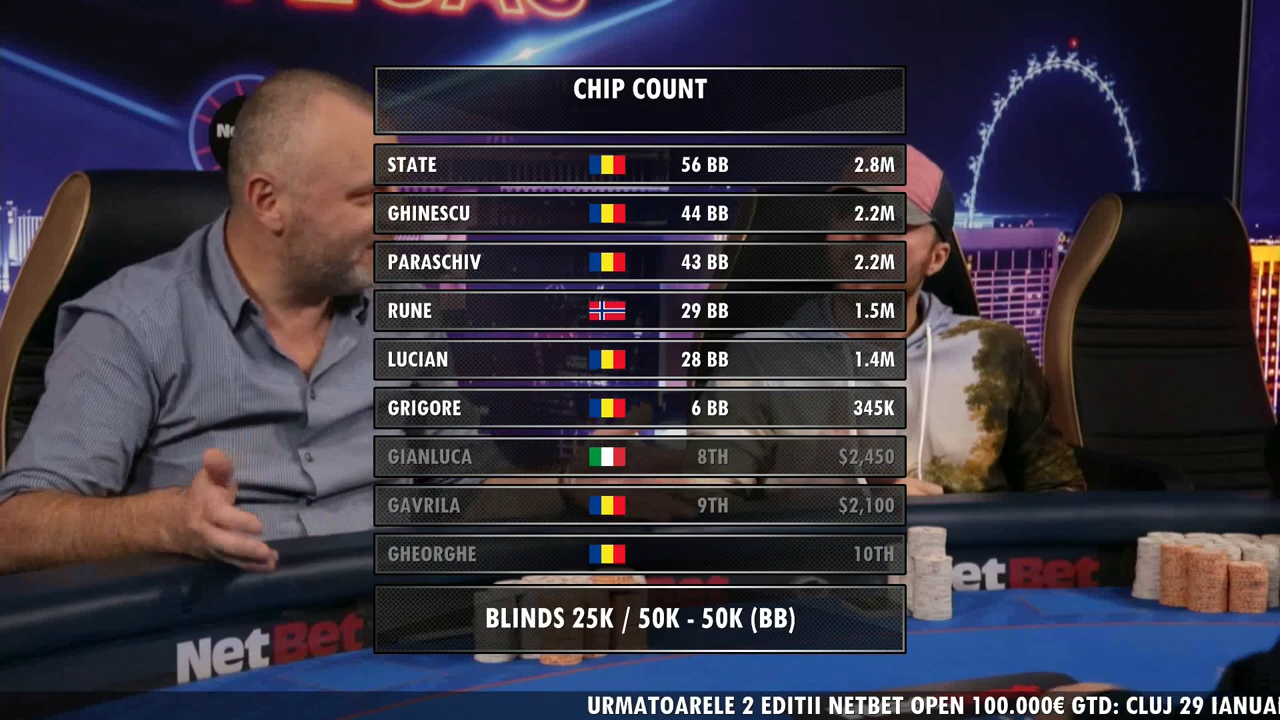 VEGAS
Ne
CHIP COUNT
STATE 56 BB 2.8M
GHINESCU 44 BB 2.2M
PARASCHIV 43 BB 2.2M
RUNE 29 BB 1.5M
LUCIAN 28 BB 1.4M
GRIGORE 6 BB 345K
GIANLUCA 8TH $2,450
GAVRILA 9TH $2,100
GHEORGHE 10TH
BLINDS 25K / 50K - 50K (BB)
etBet
NetBet
URMATOARELE 2 EDITII NETBET OPEN 100.000€ GTD: CLUJ 29 IANUA